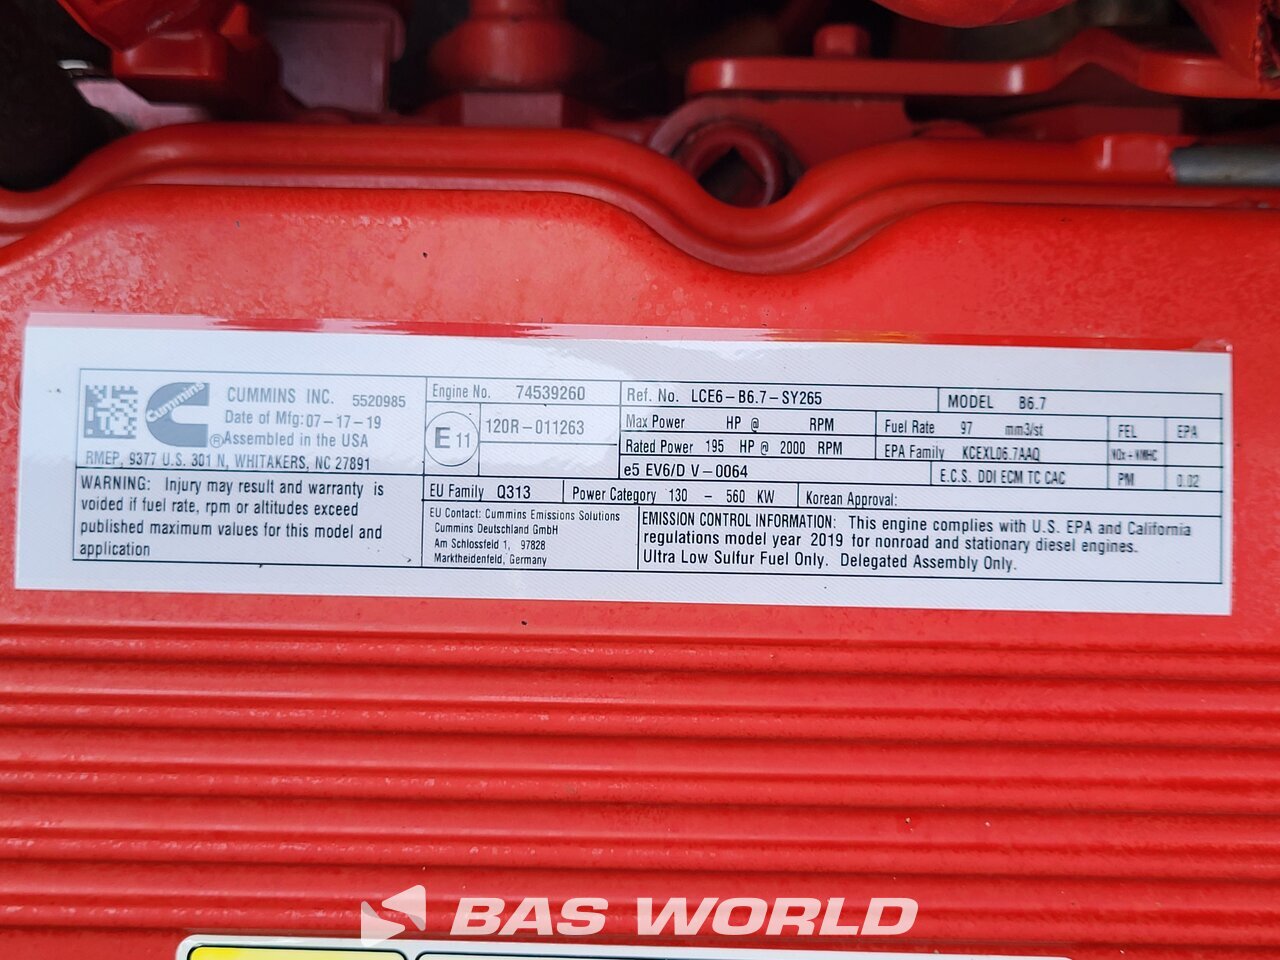 Cummins
CUMMINS INC. 5520985
Date of Mfg:07-17-19
®Assembled in the USA
RMEP, 9377 U.S. 301 N, WHITAKERS, NC 27891
WARNING: Injury may result and warranty is
voided if fuel rate, rpm or altitudes exceed
published maximum values for this model and
application
Engine No. 74539260
E 11 120R-011263
Ref. No. LCE6-B6.7-SY265
MODEL B6.7
Max Power HP @ RPM
Rated Power 195 HP @ 2000 RPM
e5 EV6/D V-0064
Fuel Rate 97 mm3/st
EPA Family KCEXL06.7AAQ
E.C.S. DDI ECM TC CAC
FEL EPA
NOx-NMHC
PM 0.02
EU Family Q313
Power Category 130 - 560 KW
Korean Approval:
EU Contact: Cummins Emissions Solutions
Cummins Deutschland GmbH
Am Schlossfeld 1, 97828
Marktheidenfeld, Germany
EMISSION CONTROL INFORMATION: This engine complies with U.S. EPA and California
regulations model year 2019 for nonroad and stationary diesel engines.
Ultra Low Sulfur Fuel Only. Delegated Assembly Only.
BAS WORLD